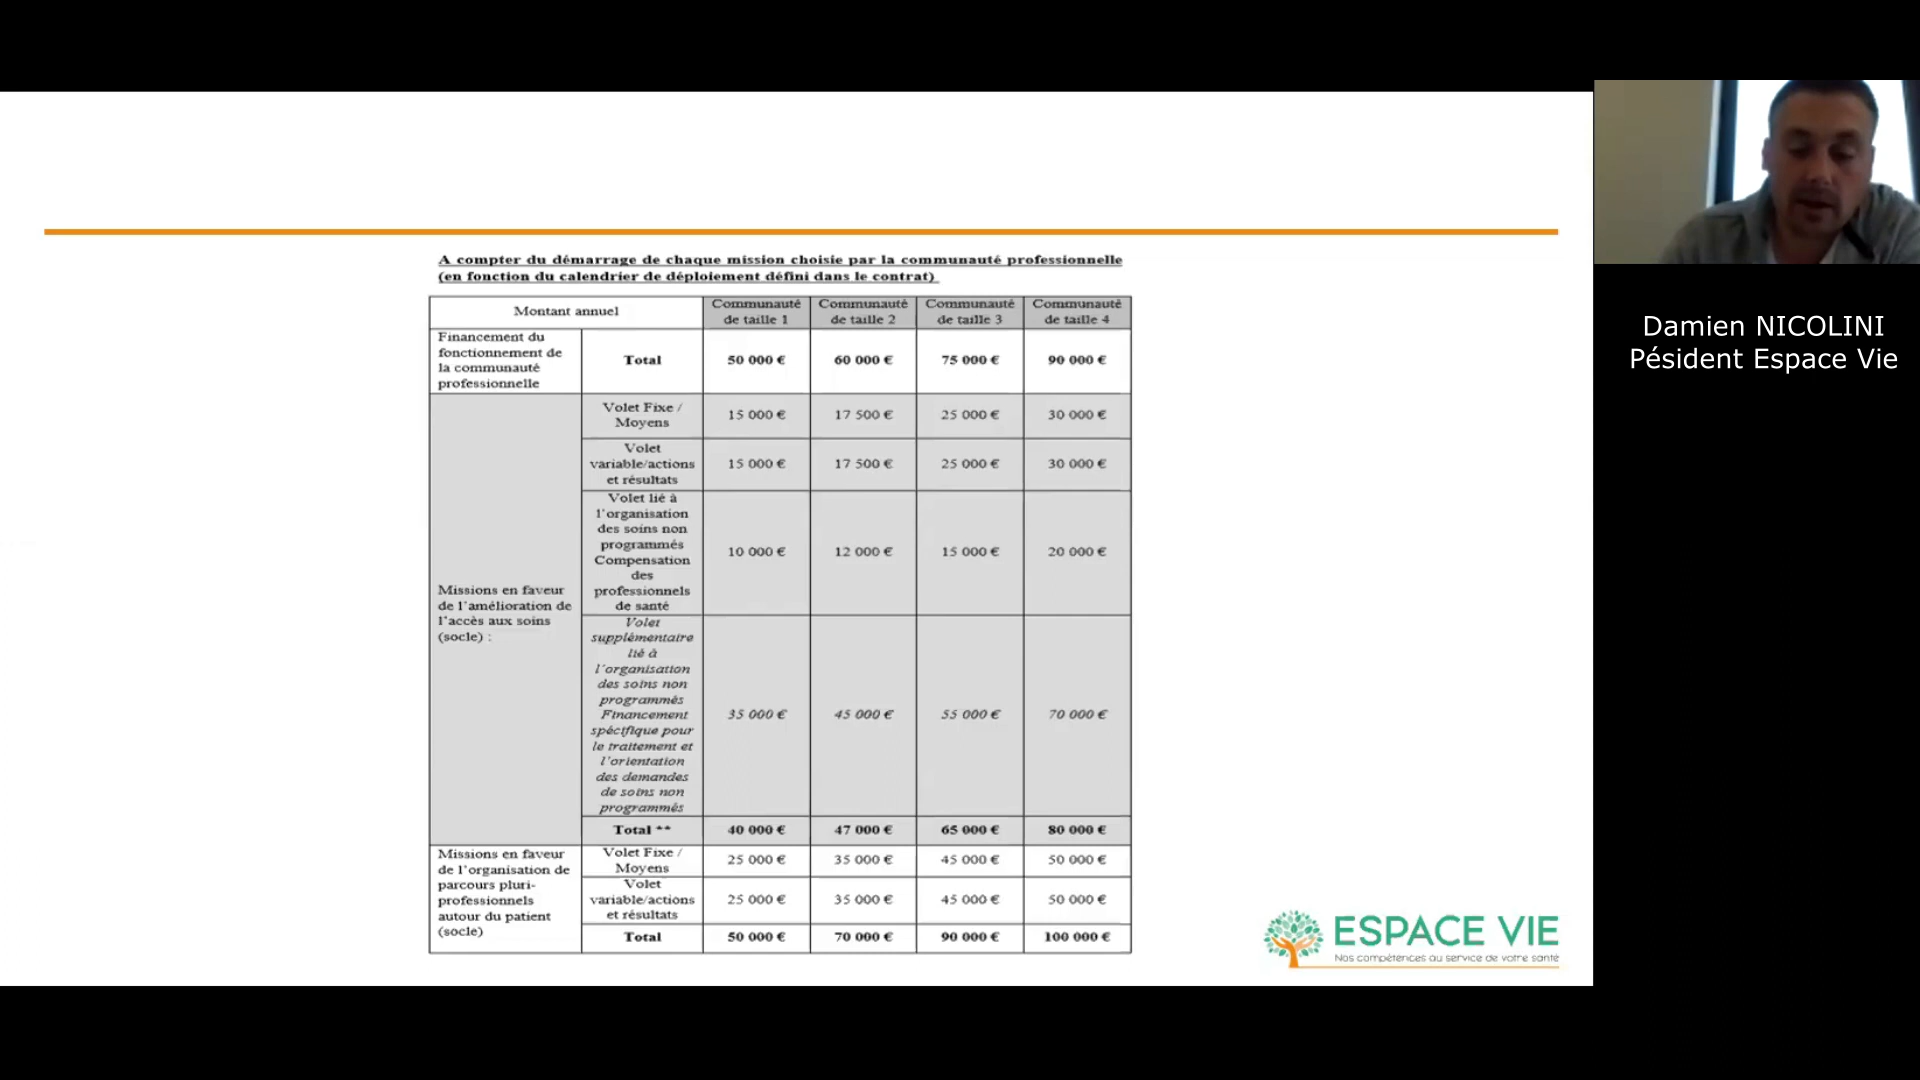 A compter du démarrage de chaque mission choisie par la communauté professionnelle
(en fonction du calendrier de déploiement défini dans le contrat)
Montant annuel
Communauté
de taille 1
Communauté
de taille 2
Communauté
de taille 3
Communauté
de taille 4
Financement du
fonctionnement de
la communauté
professionnelle
Total
50 000 €
60 000 €
75 000 €
90 000 €
Missions en faveur
de l'amélioration de
l'accès aux soins
(socle) :
Volet Fixe /
Moyens
15 000 €
17 500 €
25 000 €
30 000 €
Volet
variable/actions
et résultats
15 000 €
17 500 €
25 000 €
30 000 €
Volet lié à
l'organisation
des soins non
programmés
Compensation
des
professionnels
de santé
10 000 €
12 000 €
15 000 €
20 000 €
Volet
supplémentaire
lié à
l'organisation
des soins non
programmés
Financement
spécifique pour
le traitement et
l'orientation
des demandes
de soins non
programmés
35 000 €
45 000 €
55 000 €
70 000 €
Total **
40 000 €
47 000 €
65 000 €
80 000 €
Missions en faveur
de l'organisation de
parcours pluri-
professionnels
autour du patient
(socle)
Volet Fixe /
Moyens
25 000 €
35 000 €
45 000 €
50 000 €
Volet
variable/actions
et résultats
25 000 €
35 000 €
45 000 €
50 000 €
Total
50 000 €
70 000 €
90 000 €
100 000 €
ESPACE VIE
Nos compétences au service de votre santé
Damien NICOLINI
Pésident Espace Vie